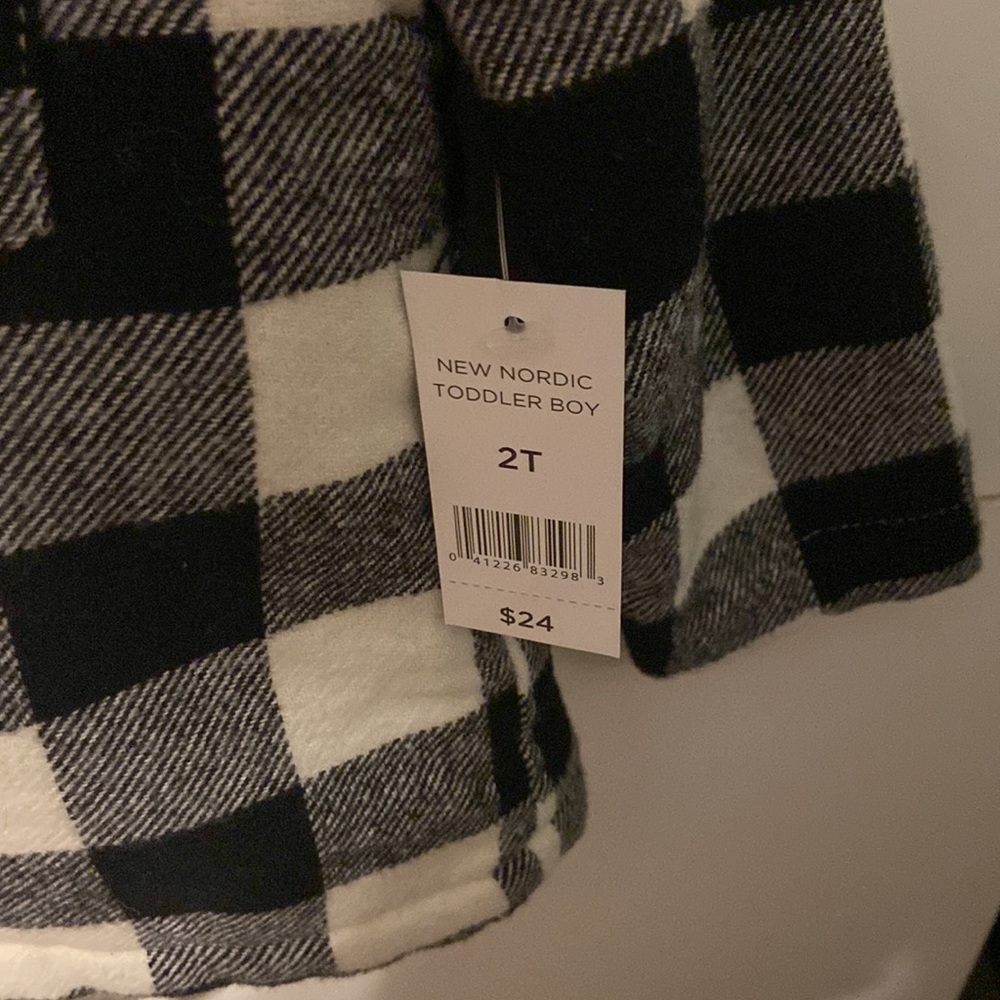 NEW NORDIC
TODDLER BOY
2T
0 41226 83298 3
$24